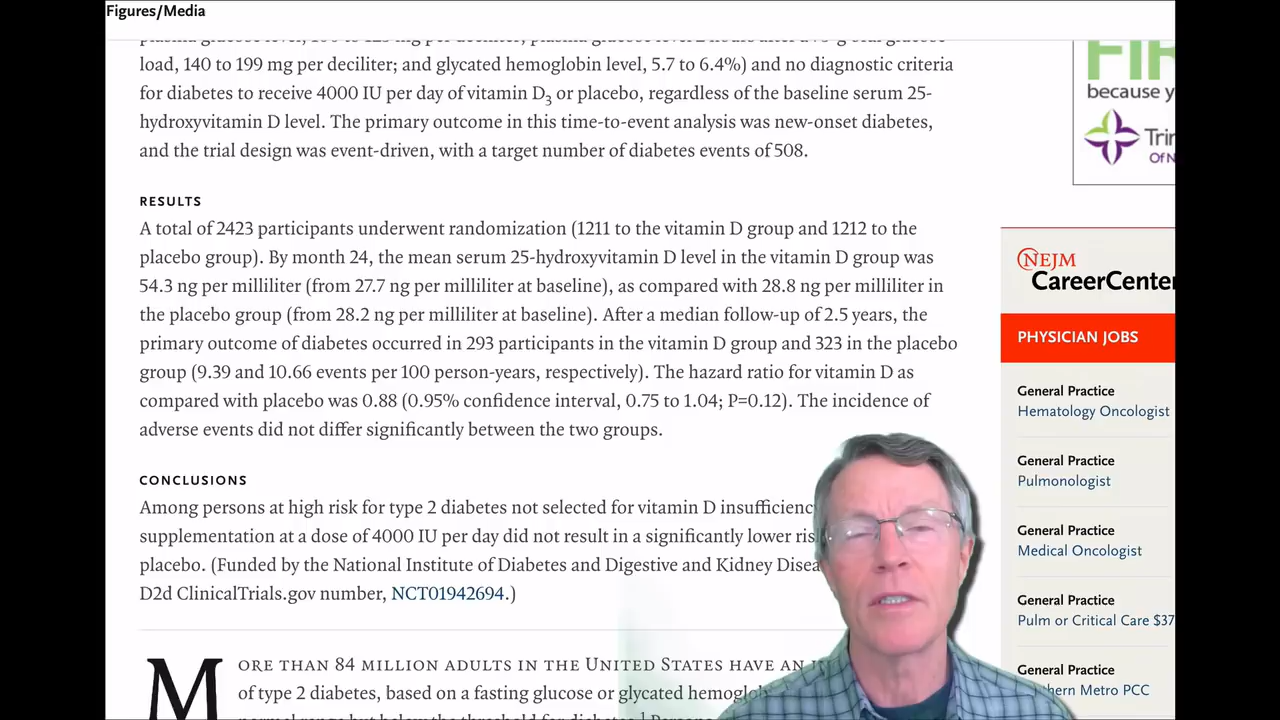 Figures/Media
load, 140 to 199 mg per deciliter; and glycated hemoglobin level, 5.7 to 6.4%) and no diagnostic criteria
for diabetes to receive 4000 IU per day of vitamin D3 or placebo, regardless of the baseline serum 25-
hydroxyvitamin D level. The primary outcome in this time-to-event analysis was new-onset diabetes,
and the trial design was event-driven, with a target number of diabetes events of 508.
RESULTS
A total of 2423 participants underwent randomization (1211 to the vitamin D group and 1212 to the
placebo group). By month 24, the mean serum 25-hydroxyvitamin D level in the vitamin D group was
54.3 ng per milliliter (from 27.7 ng per milliliter at baseline), as compared with 28.8 ng per milliliter in
the placebo group (from 28.2 ng per milliliter at baseline). After a median follow-up of 2.5 years, the
primary outcome of diabetes occured in 293 participants in the vitamin D group and 323 in the placebo
group (9.39 and 10.66 events per 100 person-years, respectively). The hazard ratio for vitamin D as
compared with placebo was 0.88 (0.95% confidence interval, 0.75 to 1.04; P=0.12). The incidence of
adverse events did not differ significantly between the two groups.
CONCLUSIONS
Among persons at high risk for type 2 diabetes not selected for vitamin D
supplementation at a dose of 4000 IU per day did not result in a significantly lower
placebo. (Funded by the National Institute of Diabetes and Digestive and Kidney
D2d ClinicalTrials.gov number, NCT01942694.)
MORE THAN 84 MILLION ADULTS IN THE UNITED STATES HAVE AN
of type 2 diabetes, based on a fasting glucose or glycated
because
NEJM
CareerCenter
PHYSICIAN JOBS
General Practice
Hematology Oncologist
General Practice
Pulmonologist
General Practice
Medical Oncologist
General Practice
Pulm or Critical Care $37
General Practice
Metro PCC